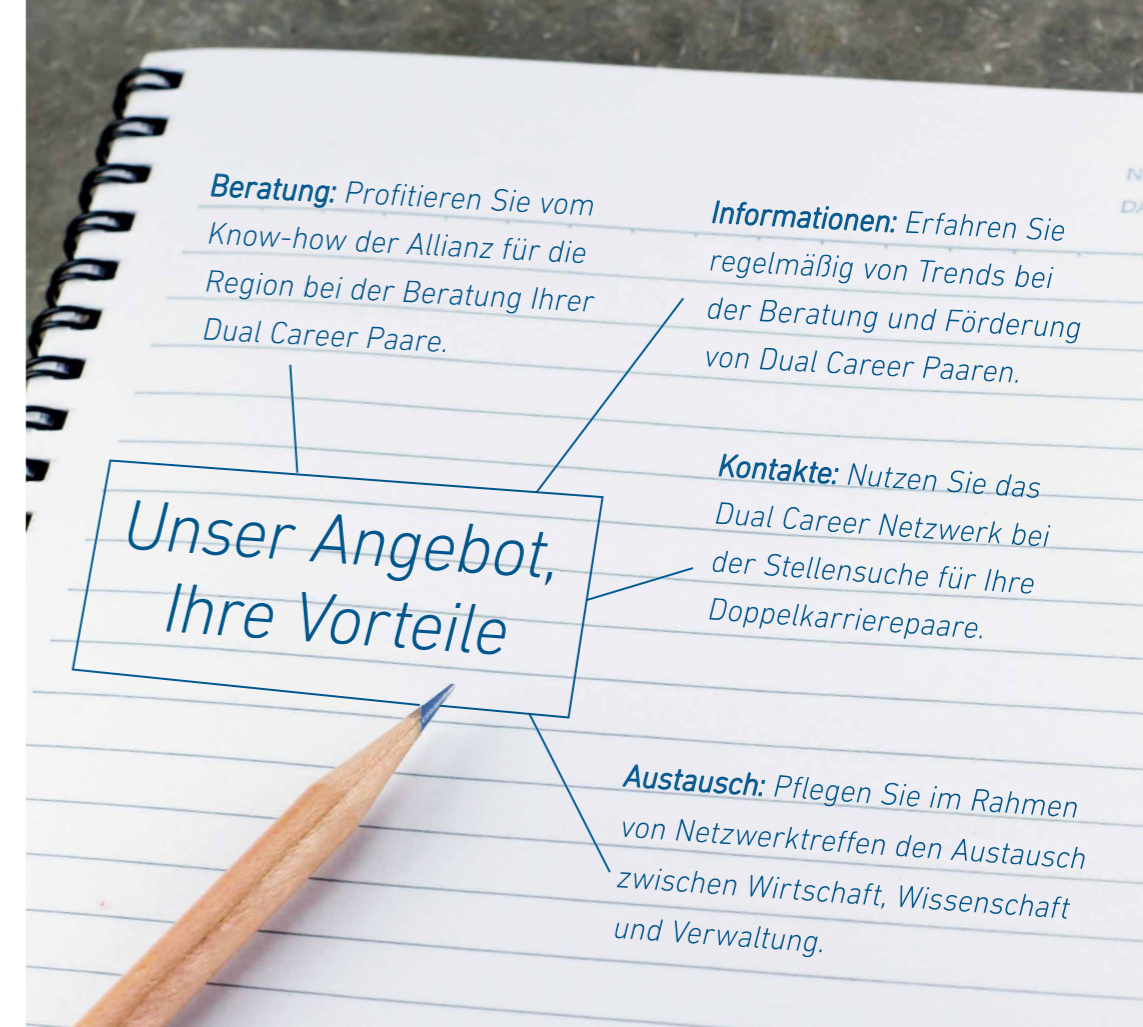 Beratung: Profitieren Sie vom
Know-how der Allianz für die
Region bei der Beratung Ihrer
Dual Career Paare.
Informationen: Erfahren Sie
regelmäßig von Trends bei
der Beratung und Förderung
von Dual Career Paaren.
Unser Angebot,
Ihre Vorteile
Kontakte: Nutzen Sie das
Dual Career Netzwerk bei
der Stellensuche für Ihre
Doppelkarrierepaare.
Austausch: Pflegen Sie im Rahmen
von Netzwerktreffen den Austausch
zwischen Wirtschaft, Wissenschaft
und Verwaltung.